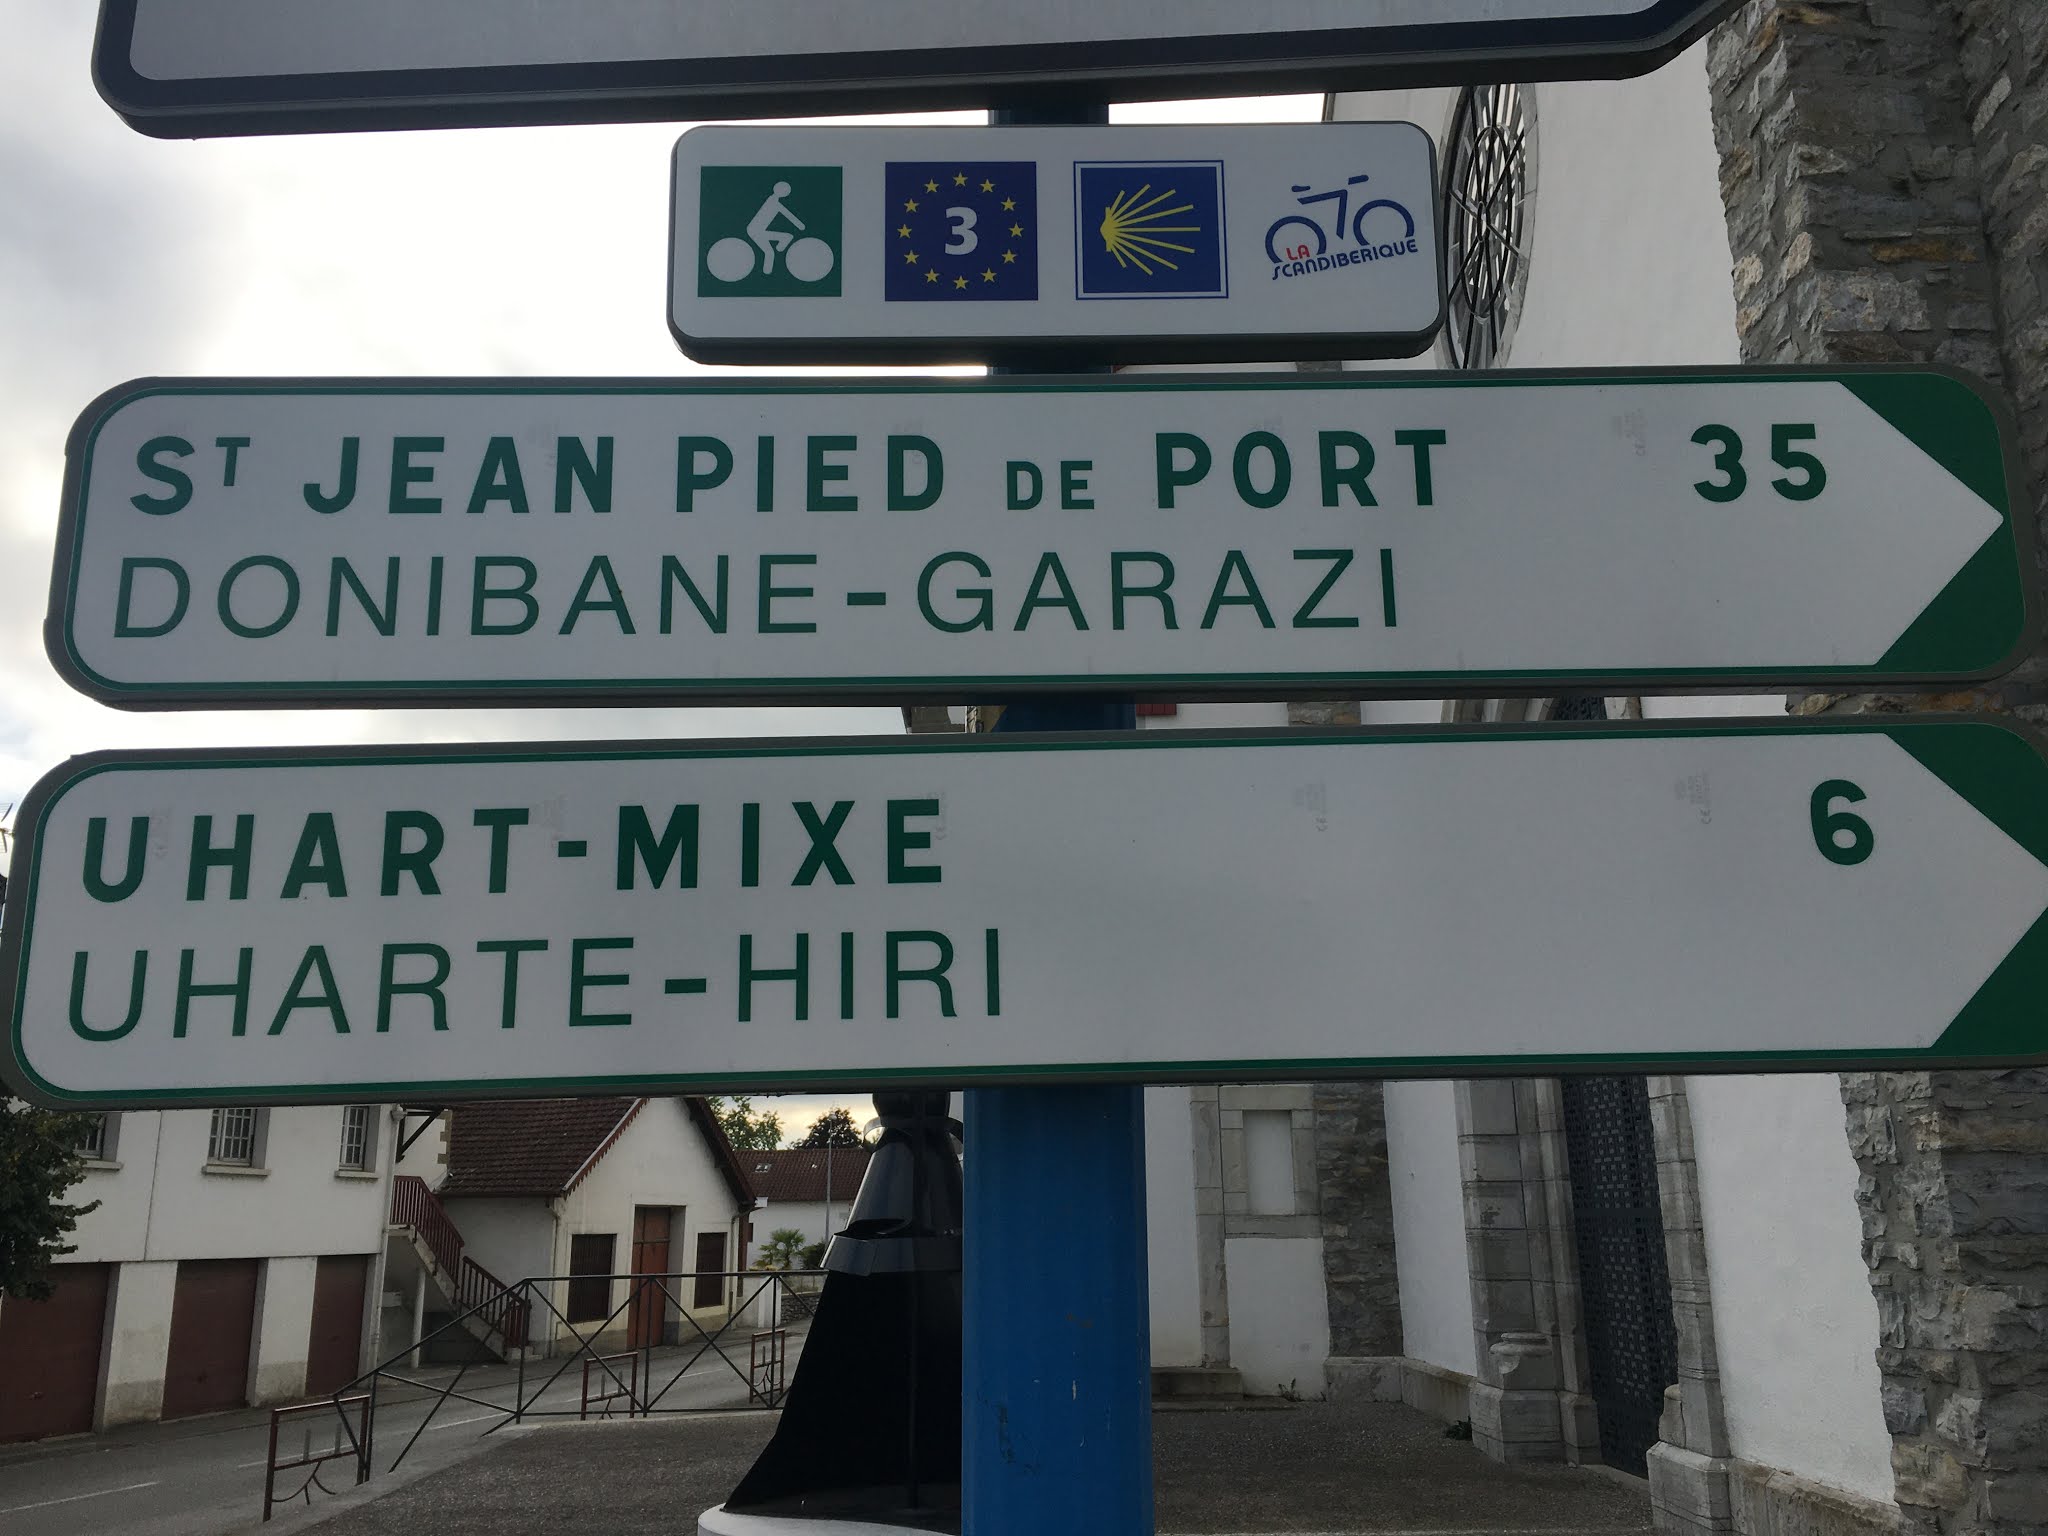 3
LA
SCANDIBERIQUE
ST JEAN PIED DE PORT 35
DONIBANE-GARAZI
UHART-MIXE 6
UHARTE-HIRI